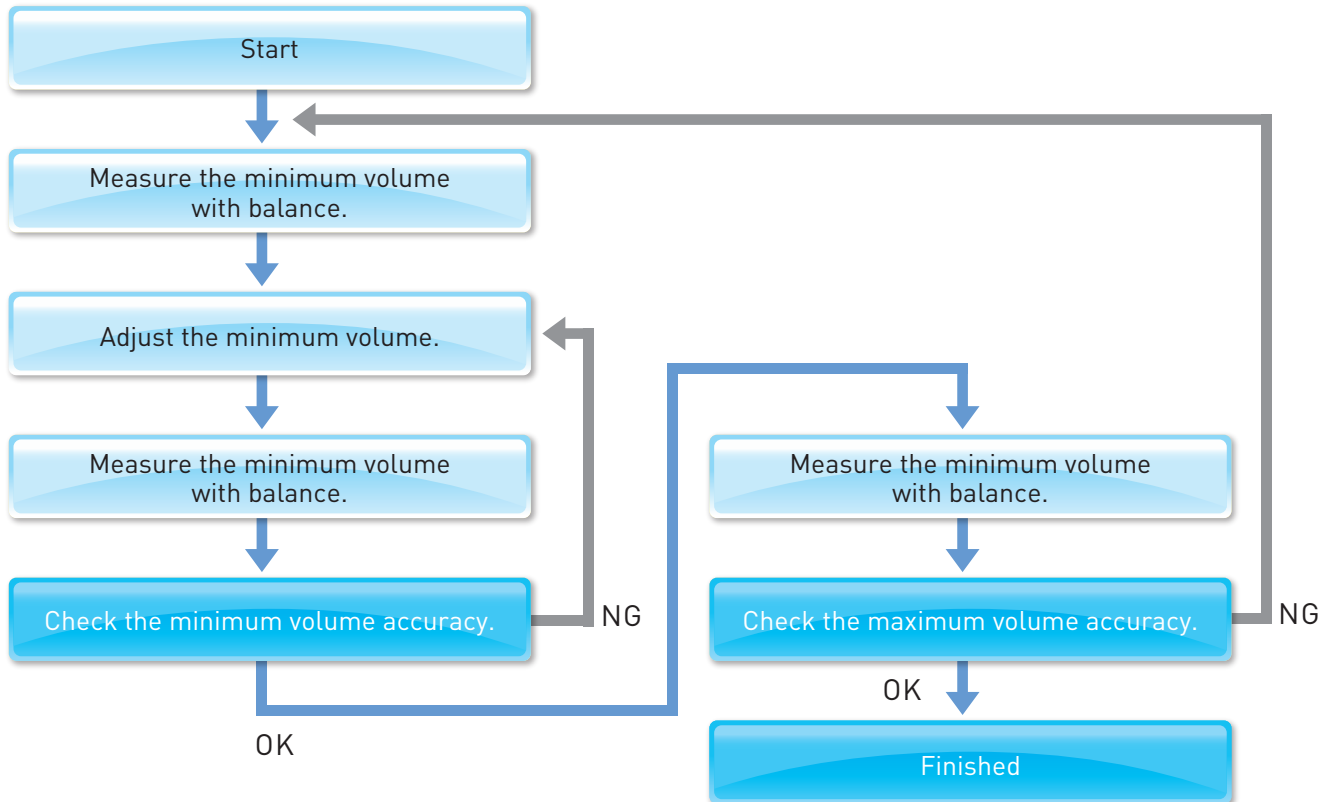 Start
Measure the minimum volume
with balance.
Adjust the minimum volume.
Measure the minimum volume
with balance.
Check the minimum volume accuracy.
NG
OK
Measure the minimum volume
with balance.
Check the maximum volume accuracy.
NG
OK
Finished